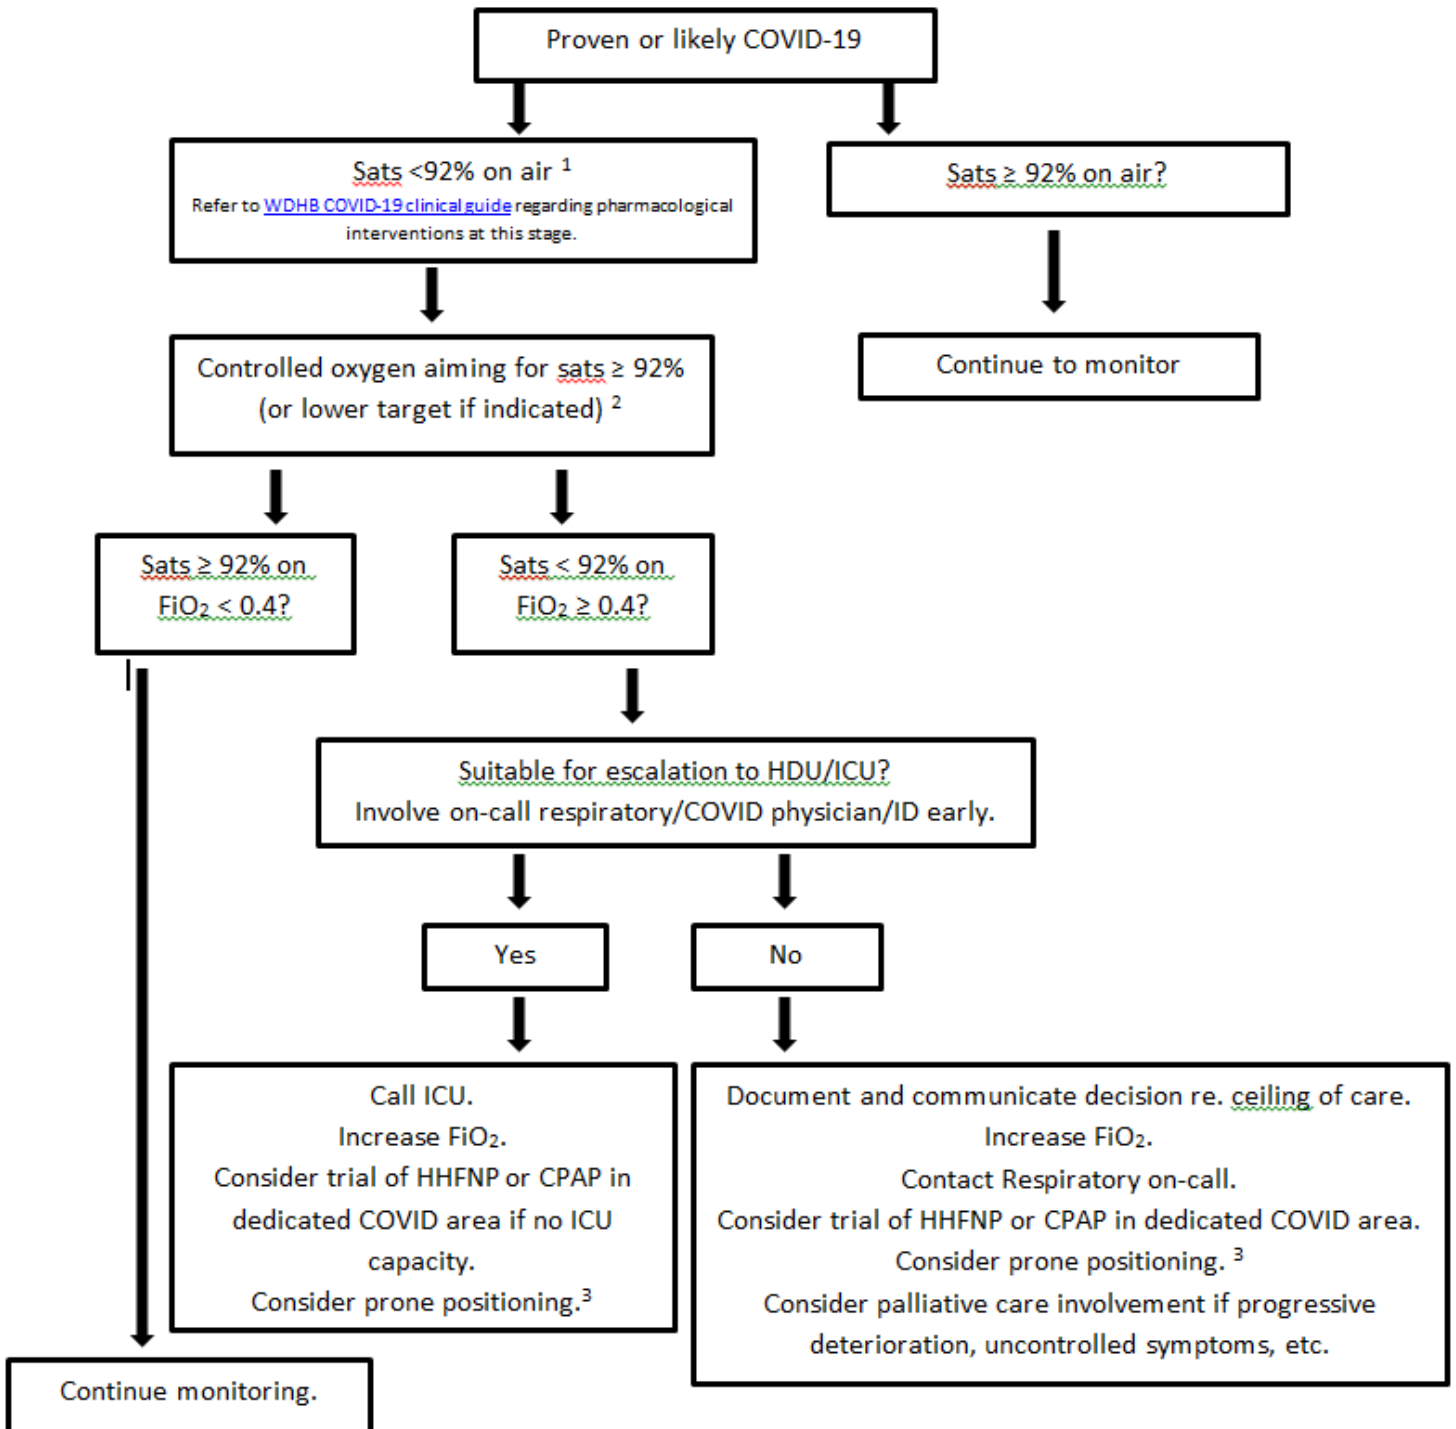 Proven or likely COVID-19
Sats <92% on air 1
Refer to WDHB COVID-19 clinical guide regarding pharmacological
interventions at this stage.
Sats ≥ 92% on air?
Controlled oxygen aiming for sats ≥ 92%
(or lower target if indicated) 2
Continue to monitor
Sats ≥ 92% on
FiO2 < 0.4?
Sats < 92% on
FiO2 ≥ 0.4?
Suitable for escalation to HDU/ICU?
Involve on-call respiratory/COVID physician/ID early.
Yes
No
Call ICU.
Increase FiO2.
Consider trial of HHFNP or CPAP in
dedicated COVID area if no ICU
capacity.
Consider prone positioning.3
Document and communicate decision re. ceiling of care.
Increase FiO2.
Contact Respiratory on-call.
Consider trial of HHFNP or CPAP in dedicated COVID area.
Consider prone positioning. 3
Consider palliative care involvement if progressive
deterioration, uncontrolled symptoms, etc.
Continue monitoring.